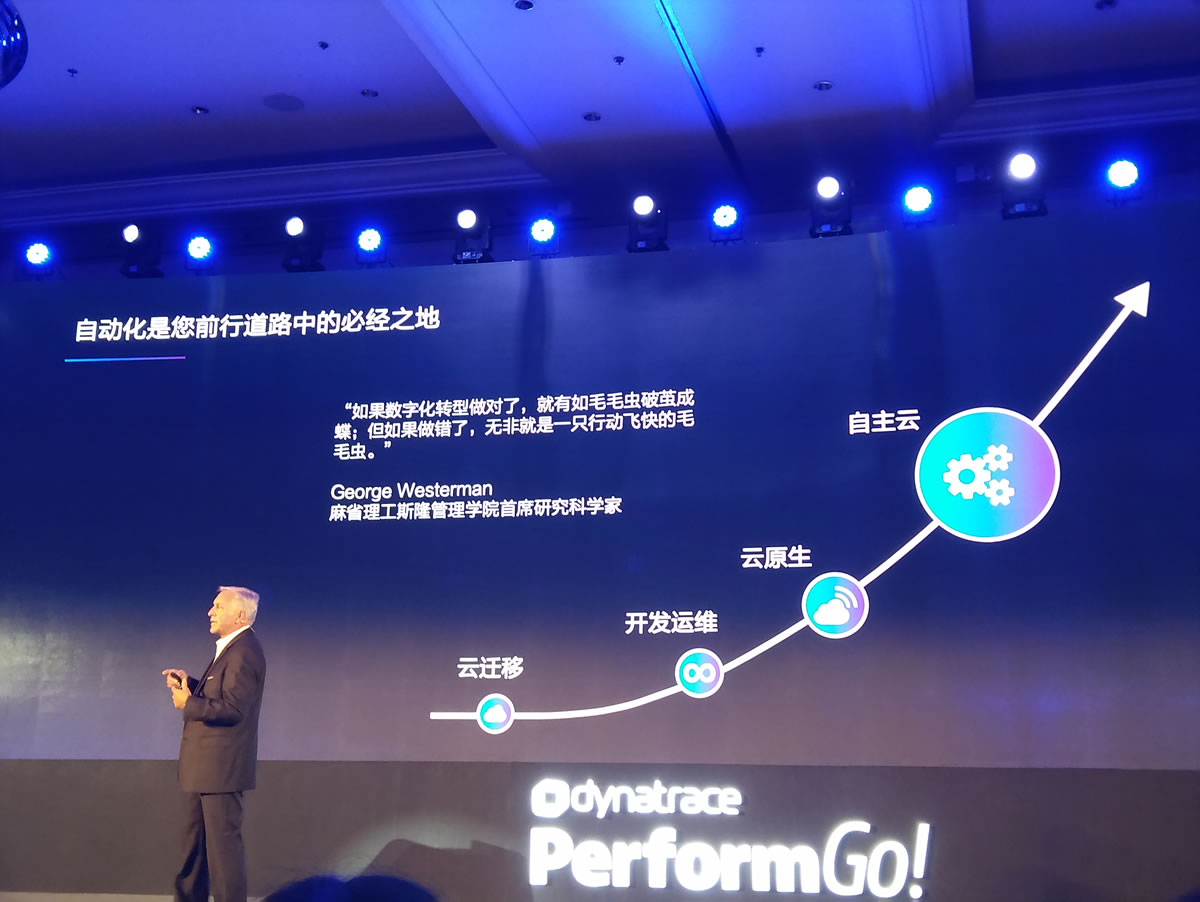 自动化是您前行道路中的必经之地
“如果数字化转型做对了，就有如毛毛虫破茧成
蝶；但如果做错了，无非就是一只行动飞快的毛
毛虫。”
George Westerman
麻省理工斯隆管理学院首席研究科学家
自主云
云原生
开发运维
云迁移
dynatrace
PerformGo!